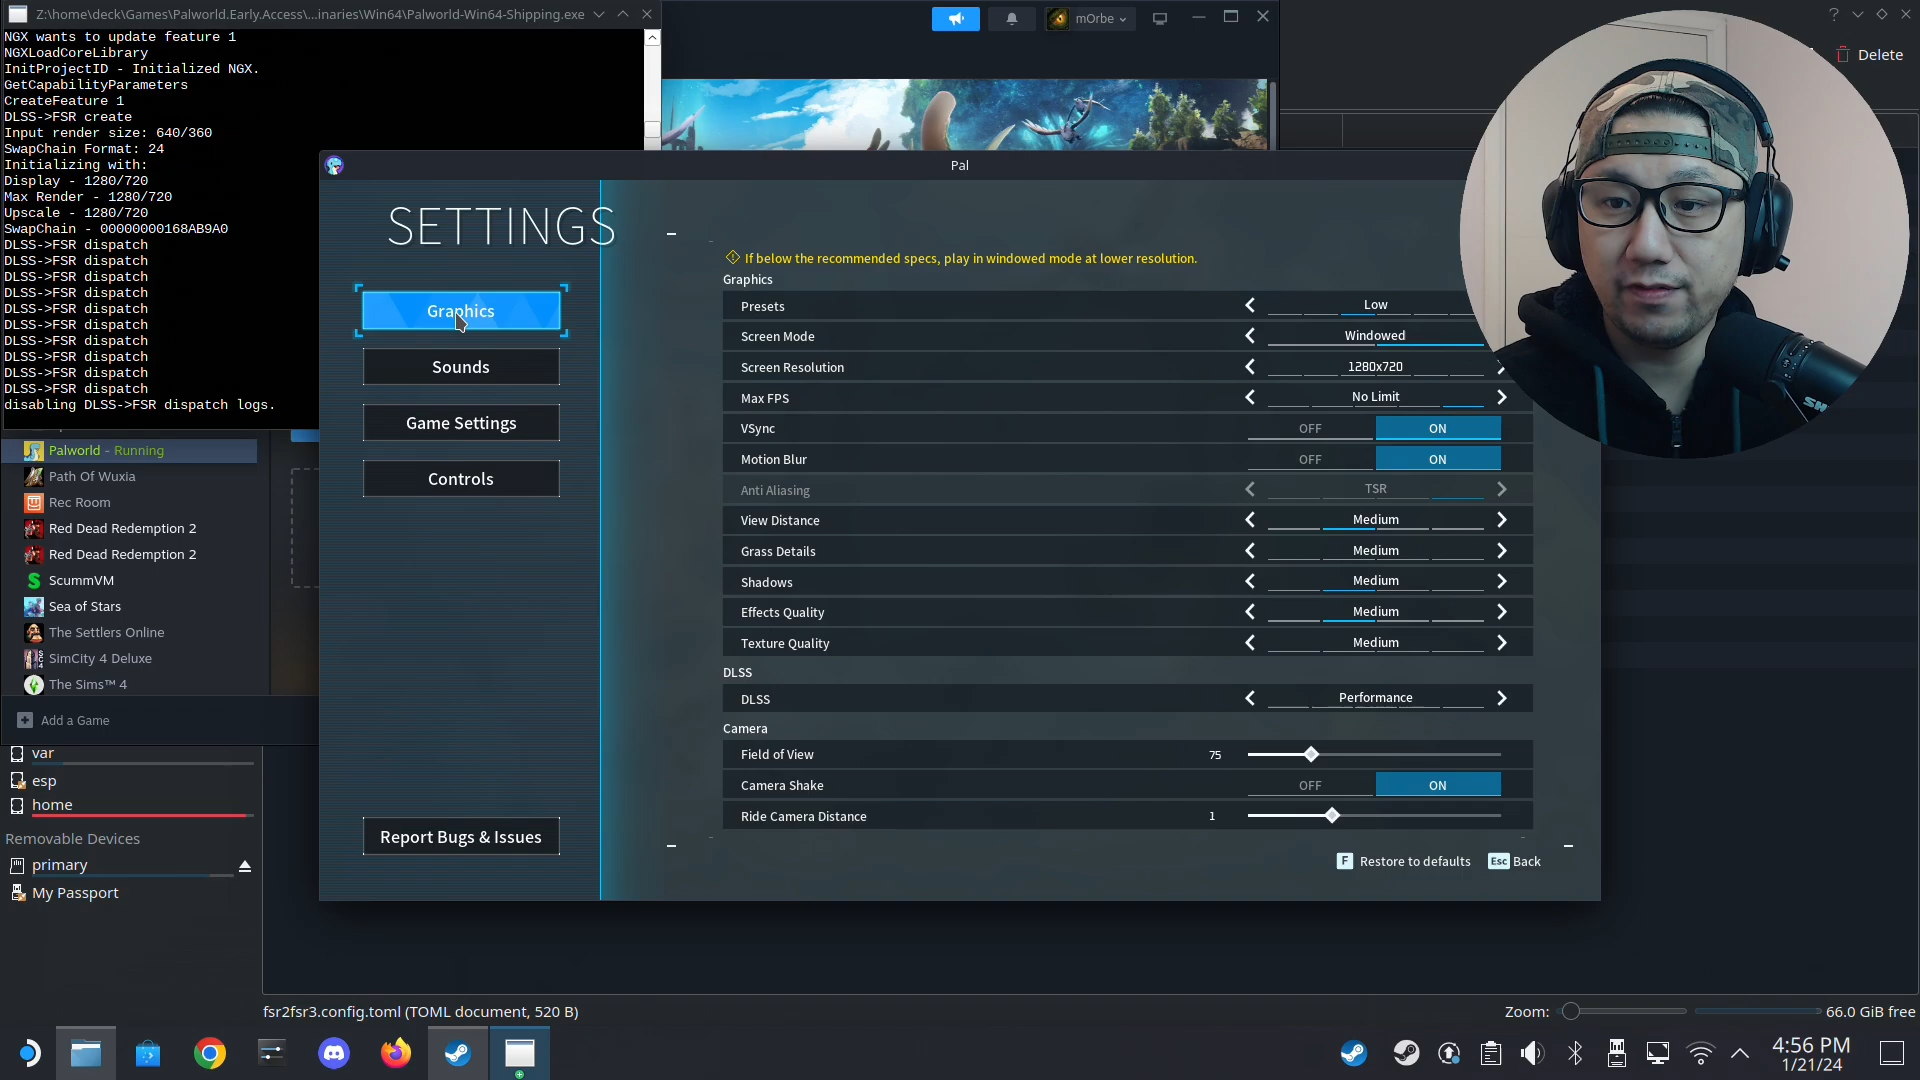 Z:\home\deck\Games\Palworld.Early.Access\...inaries\Win64\Palworld-Win64-Shipping.exe
NGX wants to update feature 1
NGXLoadCoreLibrary
InitProjectID - Initialized NGX.
GetCapabilityParameters
CreateFeature 1
DLSS->FSR create
Input render size: 640/360
SwapChain Format: 24
Initializing with:
Display - 1280/720
Max Render - 1280/720
Upscale - 1280/720
SwapChain - 00000000168AB9A0
DLSS->FSR dispatch
DLSS->FSR dispatch
DLSS->FSR dispatch
DLSS->FSR dispatch
DLSS->FSR dispatch
DLSS->FSR dispatch
DLSS->FSR dispatch
DLSS->FSR dispatch
DLSS->FSR dispatch
DLSS->FSR dispatch
disabling DLSS->FSR dispatch logs.
mOrbe
Delete
Palworld - Running
Path Of Wuxia
Rec Room
Red Dead Redemption 2
Red Dead Redemption 2
ScummVM
Sea of Stars
The Settlers Online
SimCity 4 Deluxe
The Sims™ 4
Add a Game
var
esp
home
Removable Devices
primary
My Passport
Pal
SETTINGS
Graphics
Sounds
Game Settings
Controls
Report Bugs & Issues
If below the recommended specs, play in windowed mode at lower resolution.
Graphics
Presets Low
Screen Mode Windowed
Screen Resolution 1280x720
Max FPS No Limit
VSync OFF ON
Motion Blur OFF ON
Anti Aliasing TSR
View Distance Medium
Grass Details Medium
Shadows Medium
Effects Quality Medium
Texture Quality Medium
DLSS
DLSS Performance
Camera
Field of View 75
Camera Shake OFF ON
Ride Camera Distance 1
F Restore to defaults Esc Back
fsr2fsr3.config.toml (TOML document, 520 B)
Zoom: 66.0 GiB free
4:56 PM
1/21/24